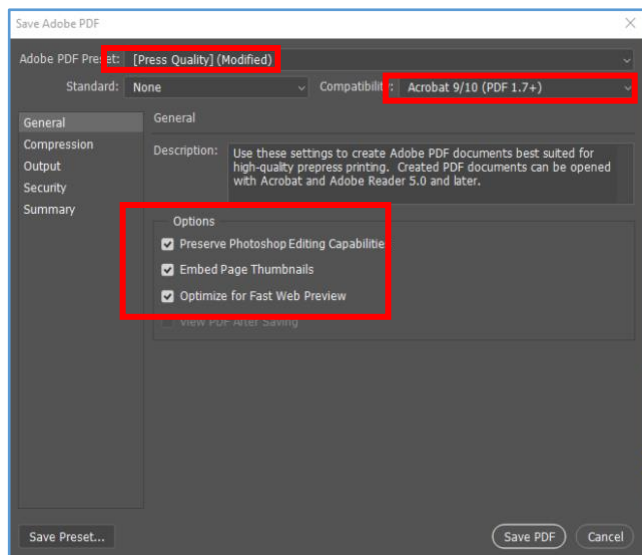 Save Adobe PDF
Adobe PDF Preset: [Press Quality] (Modified)
Standard: None Compatibility: Acrobat 9/10 (PDF 1.7+)
General
Compression
Output
Security
Summary
General
Description: Use these settings to create Adobe PDF documents best suited for
high-quality prepress printing. Created PDF documents can be opened
with Acrobat and Adobe Reader 5.0 and later.
Options
Preserve Photoshop Editing Capabilitie
Embed Page Thumbnails
Optimize for Fast Web Preview
View PDF After Saving
Save Preset... Save PDF Cancel